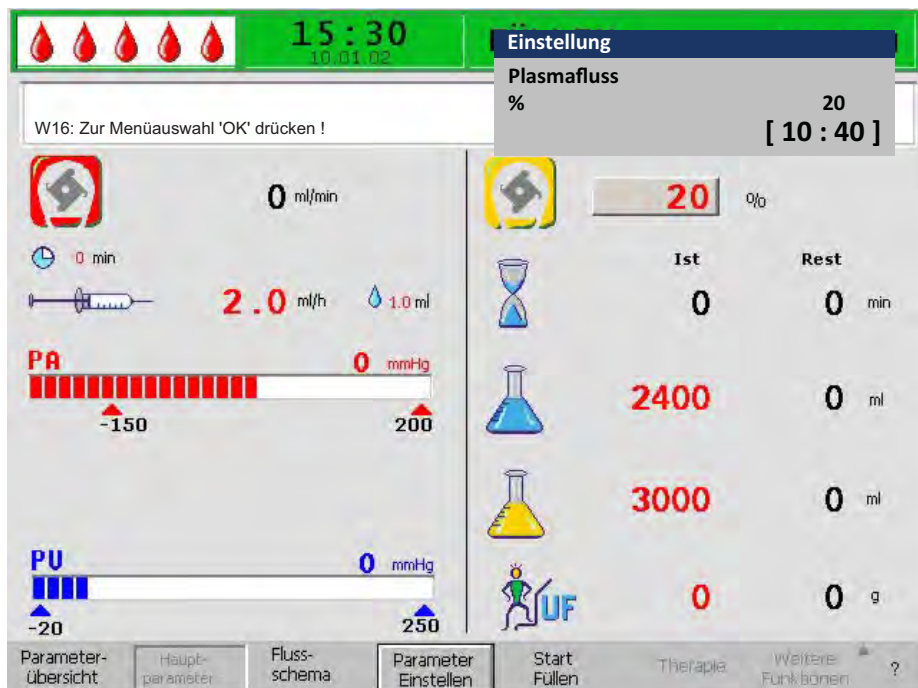 15:30
10.01.02
Einstellung
Plasmafluss
% 20
[ 10 : 40 ]
W16: Zur Menüauswahl 'OK' drücken !
0 ml/min
20 %
0 min
Ist Rest
2.0 ml/h 1.0 ml
0 0 min
PA 0 mmHg
-150 200
2400 0 ml
3000 0 ml
PV 0 mmHg
-20 250
UF 0 0 g
Parameter-
übersicht
Haupt-
parameter
Fluss-
schema
Parameter
Einstellen
Start
Füllen
Therapie
Weitere
Funktionen
?